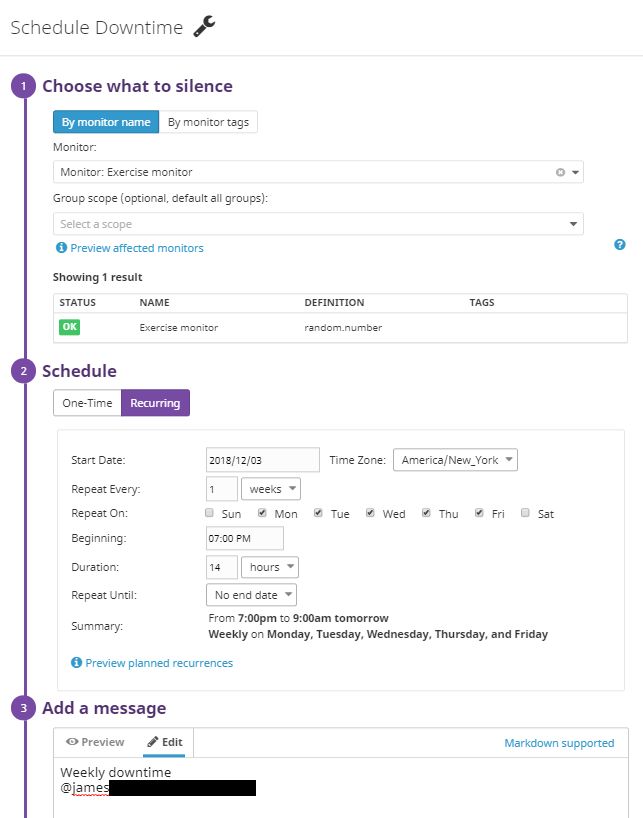 Schedule Downtime
1 Choose what to silence
By monitor name By monitor tags
Monitor:
Monitor: Exercise monitor
Group scope (optional, default all groups):
Select a scope
Preview affected monitors
Showing 1 result
STATUS NAME DEFINITION TAGS
OK Exercise monitor random.number
2 Schedule
One-Time Recurring
Start Date: 2018/12/03 Time Zone: America/New_York
Repeat Every: 1 weeks
Repeat On: Sun Mon Tue Wed Thu Fri Sat
Beginning: 07:00 PM
Duration: 14 hours
Repeat Until: No end date
Summary: From 7:00pm to 9:00am tomorrow
Weekly on Monday, Tuesday, Wednesday, Thursday, and Friday
Preview planned recurrences
3 Add a message
Preview Edit Markdown supported
Weekly downtime
@james